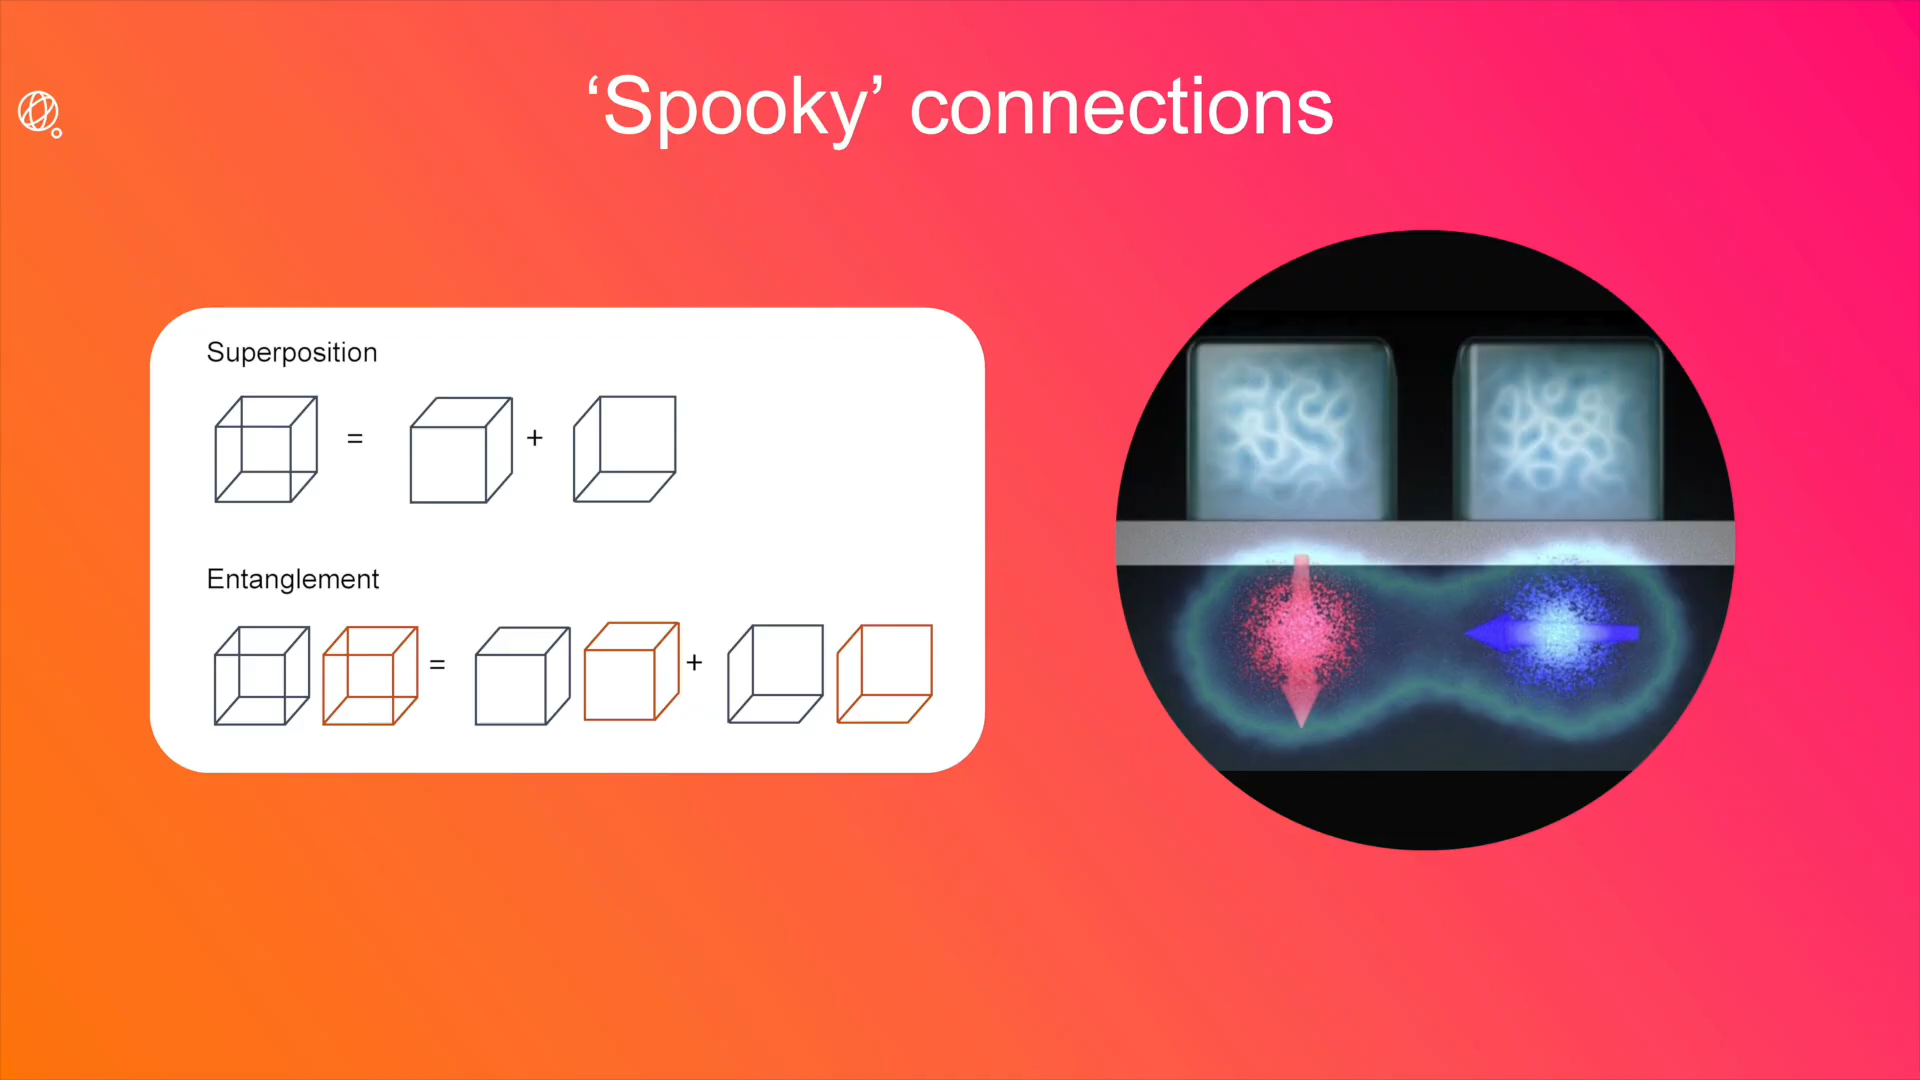 ‘Spooky’ connections
Superposition
= +
Entanglement
= +